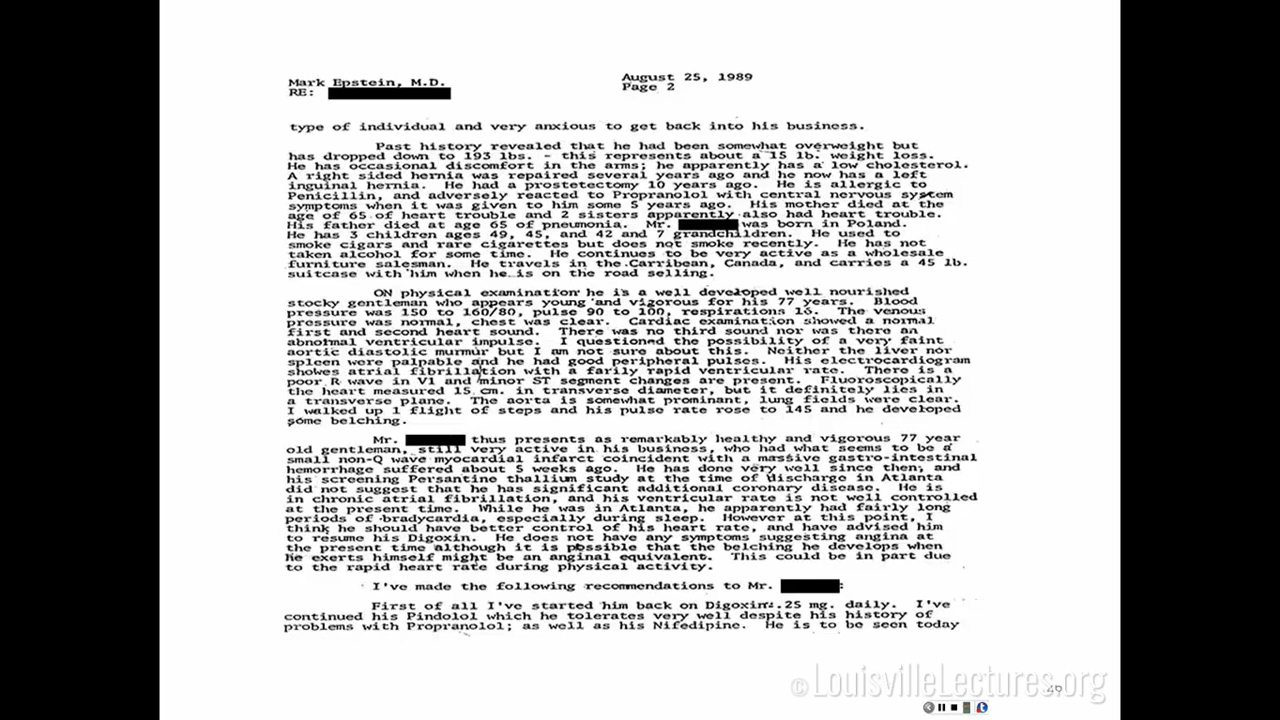 Mark Epstein, M.D.
August 25, 1989
RE:
Page 2
type of individual and very anxious to get back into his business.
Past history revealed that he had been somewhat overweight but
has dropped down to 193 lbs. - this represents about a 15 lb. weight loss.
He has occasional discomfort in the arms; he apparently has a low cholesterol.
A right sided hernia was repaired several years ago and he now has a left
inguinal hernia. He had a prostetectomy 10 years ago. He is allergic to
Penicillin, and adversely reacted to Propranolol with central nervous system
symptoms when it was given to him some 5 years ago. His mother died at the
age of 65 of heart trouble and 2 sisters apparently also had heart trouble.
His father died at age 65 of pneumonia. Mr. was born in Poland.
He has 3 children ages 49, 45, and 42 and 7 grandchildren. He used to
smoke cigars and rare cigarettes but does not smoke recently. He has not
taken alcohol for some time. He continues to be very active as a wholesale
furniture salesman. He travels in the Carribean, Canada, and carries a 45 lb.
suitcase with him when he is on the road selling.
ON physical examination he is a well developed well nourished
stocky gentleman who appears young and vigorous for his 77 years. Blood
pressure was 150 to 160/80, pulse 90 to 100, respirations 16. The venous
pressure was normal, chest was clear. Cardiac examination showed a normal
first and second heart sound. There was no third sound nor was there an
abnotmal ventricular impulse. I questioned the possibility of a very faint
aortic diastolic murmur but I am not sure about this. Neither the liver nor
spleen were palpable and he had good peripheral pulses. His electrocardiogram
showes atrial fibrillation with a farily rapid ventricular rate. There is a
poor R wave in V1 and minor ST segment changes are present. Fluoroscopically
the heart measured 15 cm. in transverse diameter, but it definitely lies in
a transverse plane. The aorta is somewhat prominant, lung fields were clear.
I walked up 1 flight of steps and his pulse rate rose to 145 and he developed
some belching.
Mr. thus presents as remarkably healthy and vigorous 77 year
old gentleman, still very active in his business, who had what seems to be a
small non-Q wave myocardial infarct coincident with a massive gastro-intestinal
hemorrhage suffered about 5 weeks ago. He has done very well since then, and
his screening Persantine thallium study at the time of discharge in Atlanta
did not suggest that he has significant additional coronary disease. He is
in chronic atrial fibrillation, and his ventricular rate is not well controlled
at the present time. While he was in Atlanta, he apparently had fairly long
periods of bradycardia, especially during sleep. However at this point, I
think he should have better control of his heart rate, and have advised him
to resume his Digoxin. He does not have any symptoms suggesting angina at
the present time although it is possible that the belching he develops when
he exerts himself might be an anginal equivalent. This could be in part due
to the rapid heart rate during physical activity.
I've made the following recommendations to Mr. :
First of all I've started him back on Digoxin .25 mg. daily. I've
continued his Pindolol which he tolerates very well despite his history of
problems with Propranolol; as well as his Nifedipine. He is to be seen today
49
© LouisvilleLectures.org